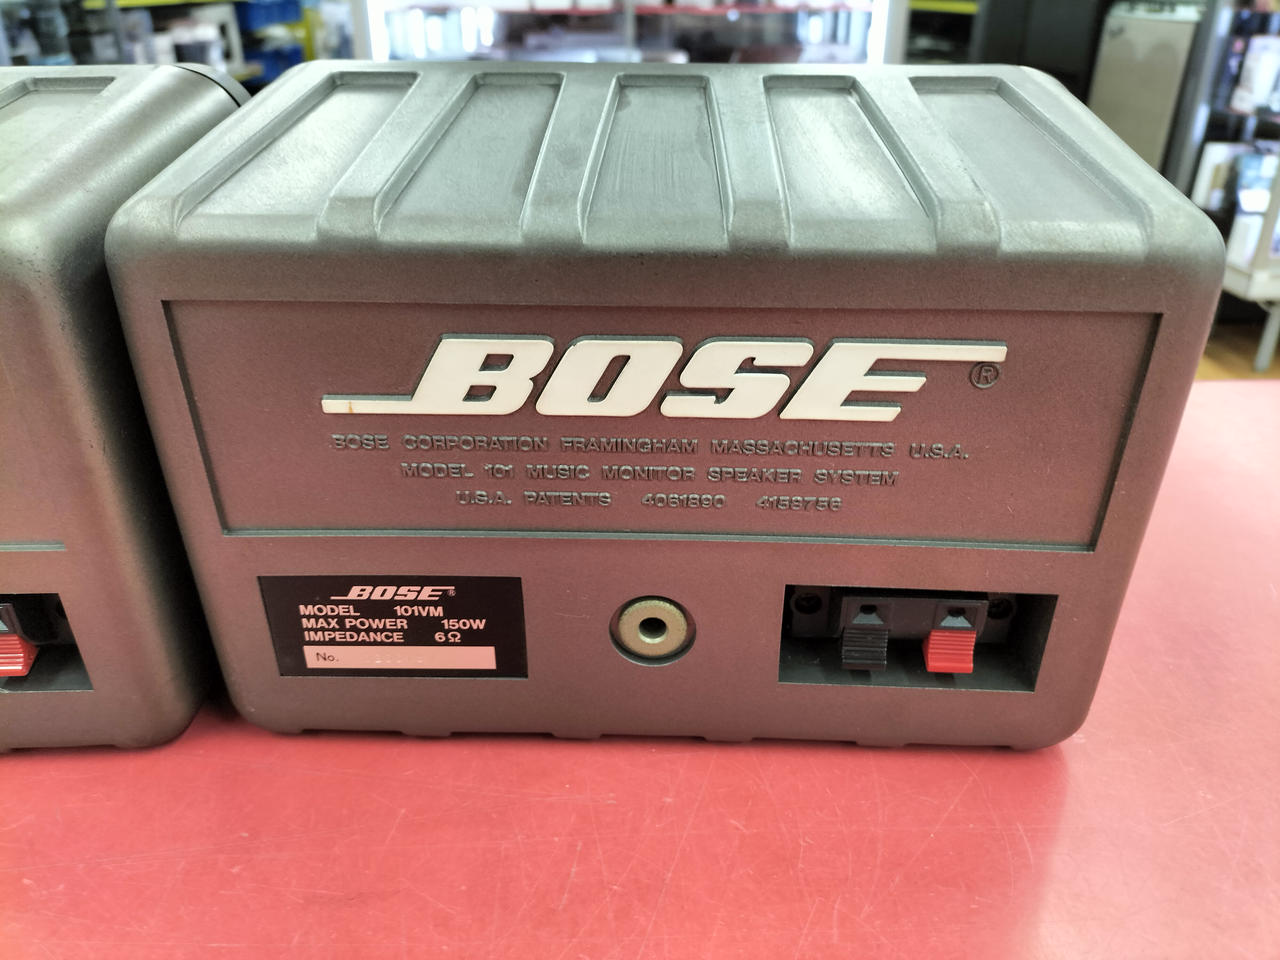 BOSE®
BOSE CORPORATION FRAMINGHAM MASSACHUSETTS U.S.A.
MODEL 101 MUSIC MONITOR SPEAKER SYSTEM
U.S.A. PATENTS 4061890 4158756
BOSE®
MODEL 101VM
MAX POWER 150W
IMPEDANCE 6Ω
No.